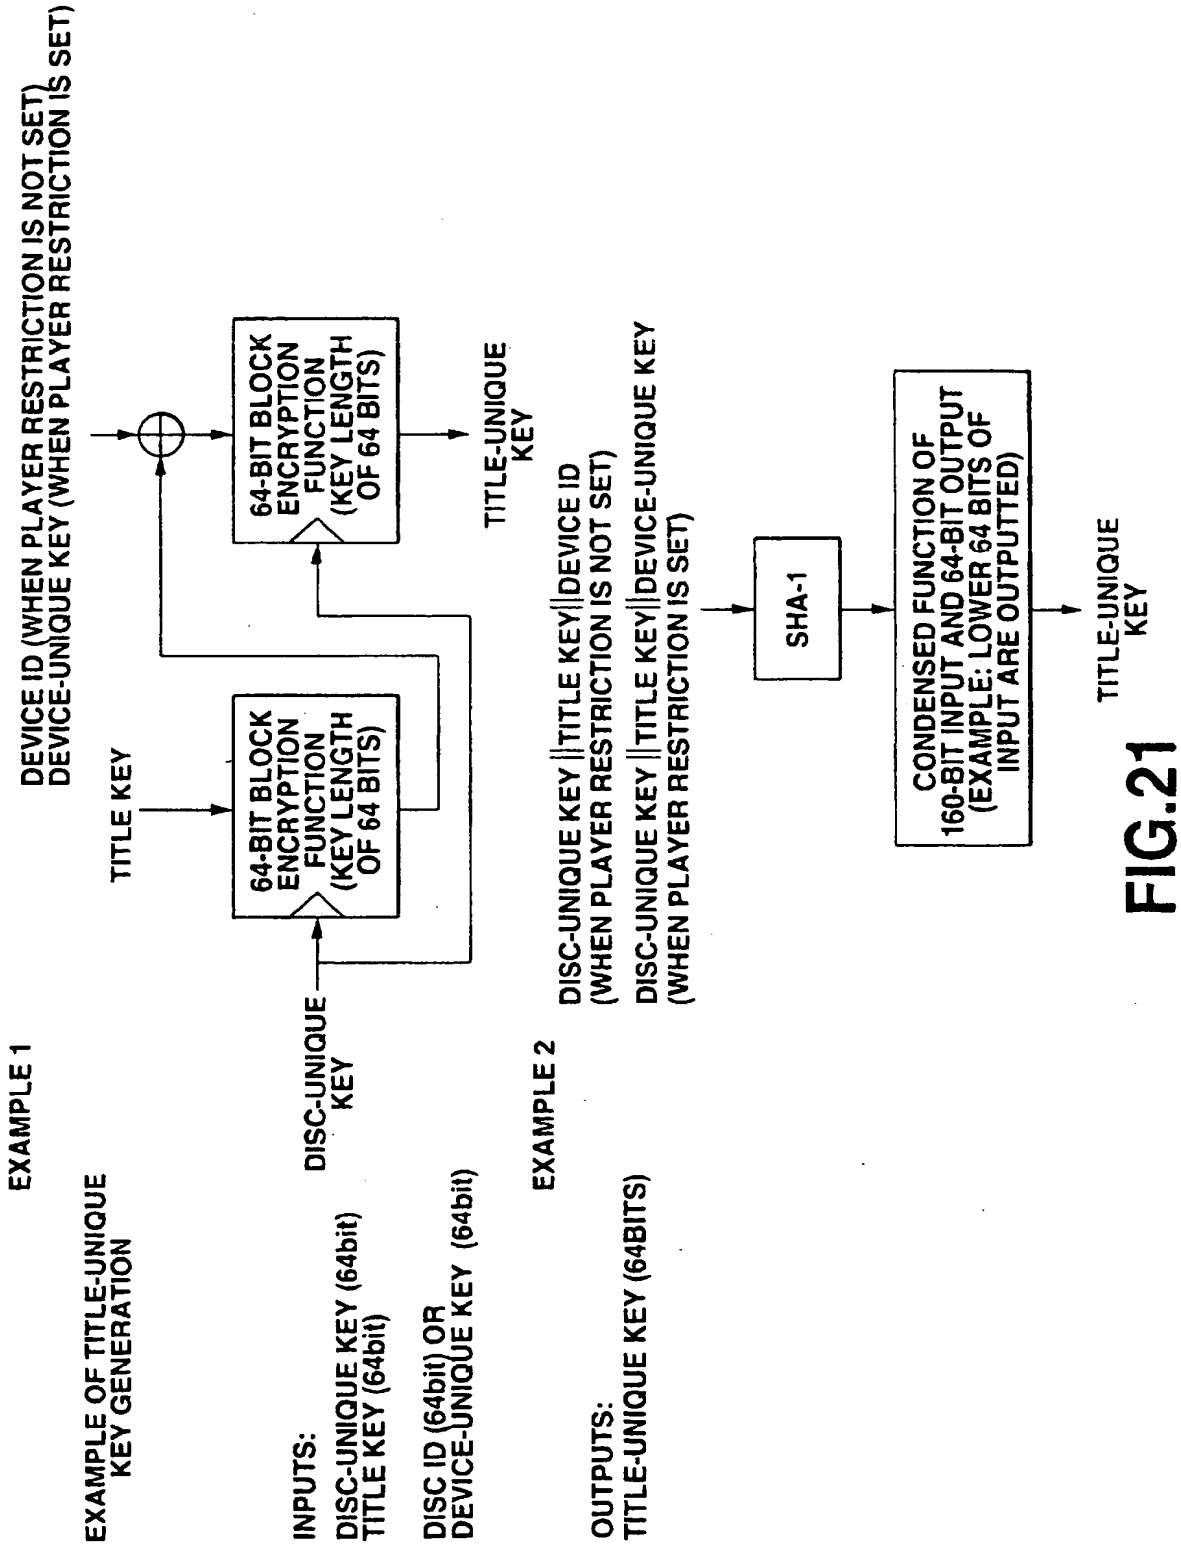 EXAMPLE OF TITLE-UNIQUE
KEY GENERATION
INPUTS:
DISC-UNIQUE KEY (64bit)
TITLE KEY (64bit)
DISC ID (64bit) OR
DEVICE-UNIQUE KEY (64bit)
OUTPUTS:
TITLE-UNIQUE KEY (64BITS)
EXAMPLE 1
DEVICE ID (WHEN PLAYER RESTRICTION IS NOT SET)
DEVICE-UNIQUE KEY (WHEN PLAYER RESTRICTION IS SET)
TITLE KEY
DISC-UNIQUE
KEY
64-BIT BLOCK
ENCRYPTION
FUNCTION
(KEY LENGTH
OF 64 BITS)
64-BIT BLOCK
ENCRYPTION
FUNCTION
(KEY LENGTH
OF 64 BITS)
TITLE-UNIQUE
KEY
EXAMPLE 2
DISC-UNIQUE KEY||TITLE KEY||DEVICE ID
(WHEN PLAYER RESTRICTION IS NOT SET)
DISC-UNIQUE KEY||TITLE KEY||DEVICE-UNIQUE KEY
(WHEN PLAYER RESTRICTION IS SET)
SHA-1
CONDENSED FUNCTION OF
160-BIT INPUT AND 64-BIT OUTPUT
(EXAMPLE: LOWER 64 BITS OF
INPUT ARE OUTPUTTED)
TITLE-UNIQUE
KEY
FIG.21